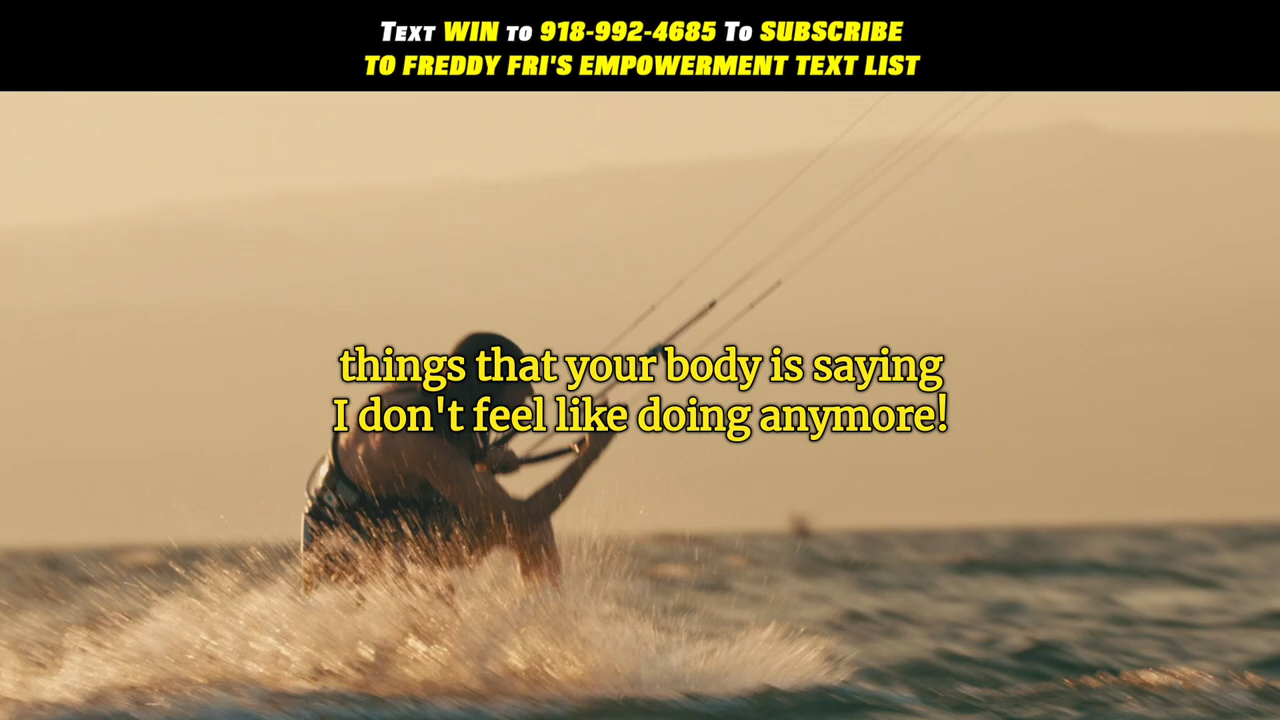 Text WIN to 918-992-4685 To SUBSCRIBE
TO FREDDY FRI'S EMPOWERMENT TEXT LIST
things that your body is saying
I don't feel like doing anymore!